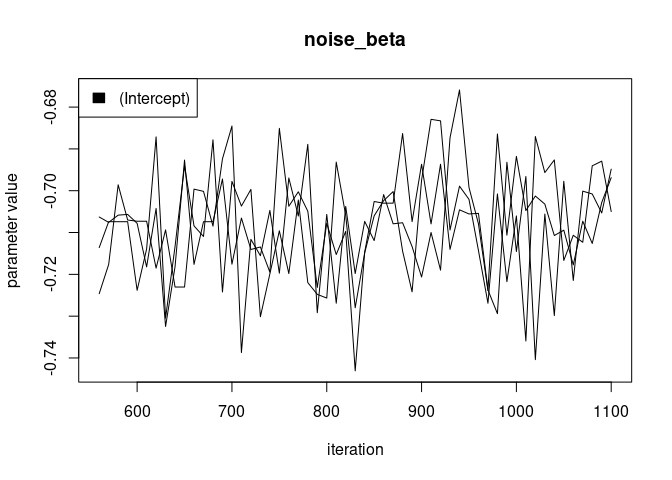 noise_beta
(Intercept)
parameter value
-0.68
-0.70
-0.72
-0.74
600 700 800 900 1000 1100
iteration